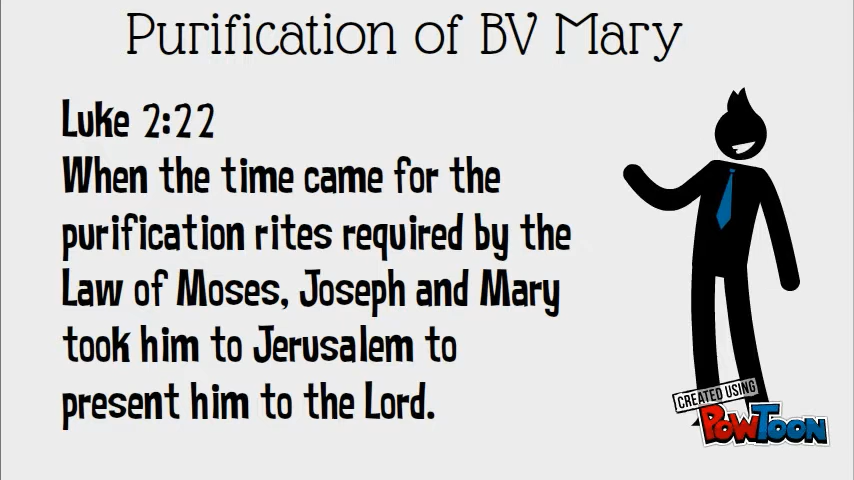 Purification of BV Mary
Luke 2:22
When the time came for the
purification rites required by the
Law of Moses, Joseph and Mary
took him to Jerusalem to
present him to the Lord.
CREATED USING
POWTOON